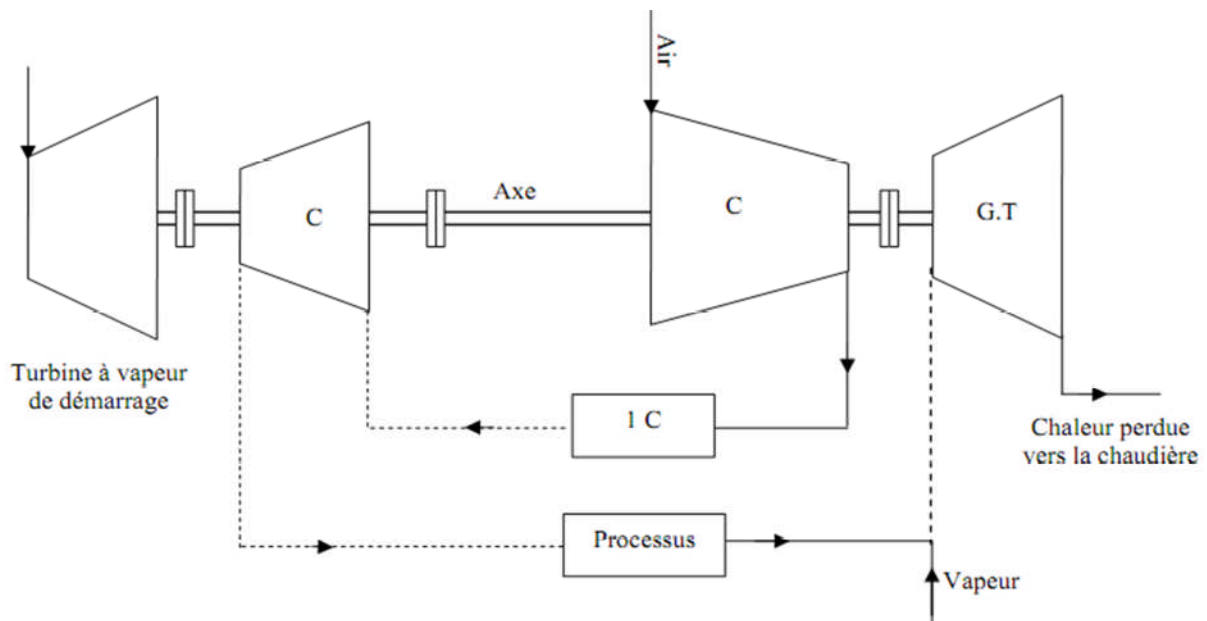 Air
Axe
C
C
G.T
Turbine à vapeur
de démarrage
1 C
Chaleur perdue
vers la chaudière
Processus
Vapeur